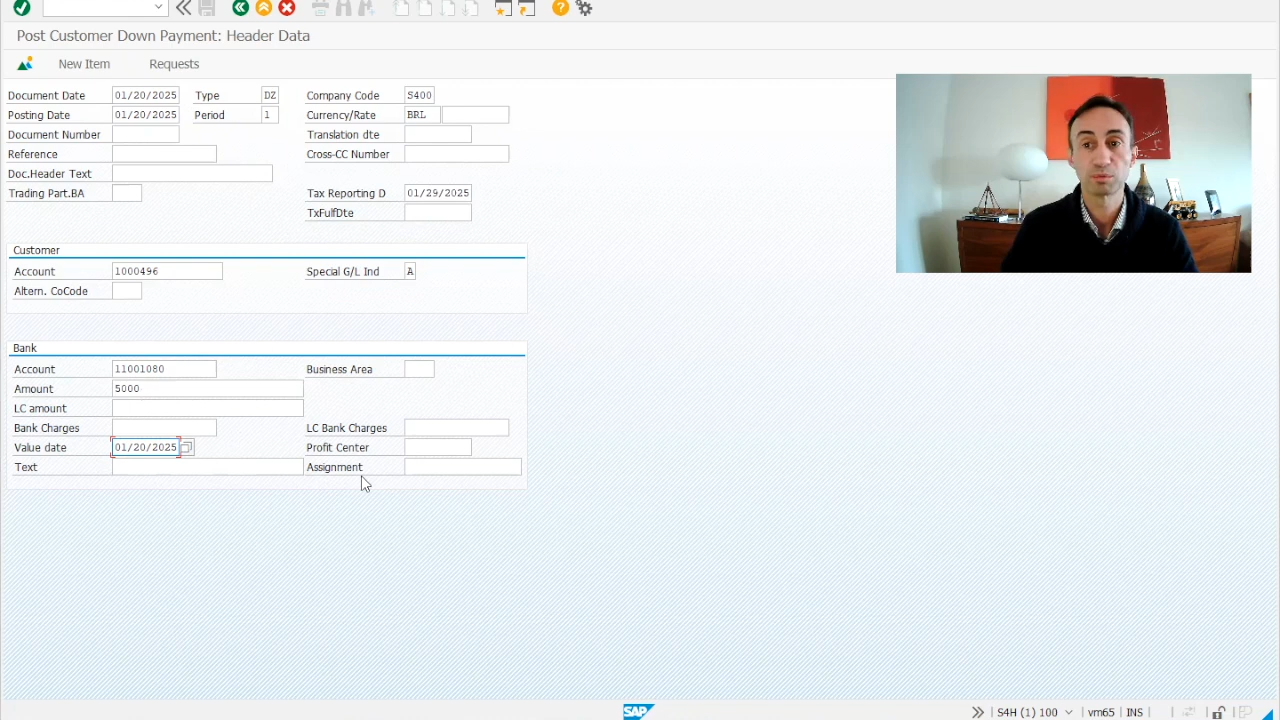 Post Customer Down Payment: Header Data
New Item Requests
Document Date 01/20/2025 Type DZ Company Code S400
Posting Date 01/20/2025 Period 1 Currency/Rate BRL
Document Number Translation dte
Reference Cross-CC Number
Doc.Header Text
Trading Part.BA Tax Reporting D 01/29/2025
TxFulfDte
Customer
Account 1000496 Special G/L Ind A
Altern. CoCode
Bank
Account 11001080 Business Area
Amount 5000
LC amount
Bank Charges LC Bank Charges
Value date 01/20/2025 Profit Center
Text Assignment
SAP S4H (1) 100 vm65 INS